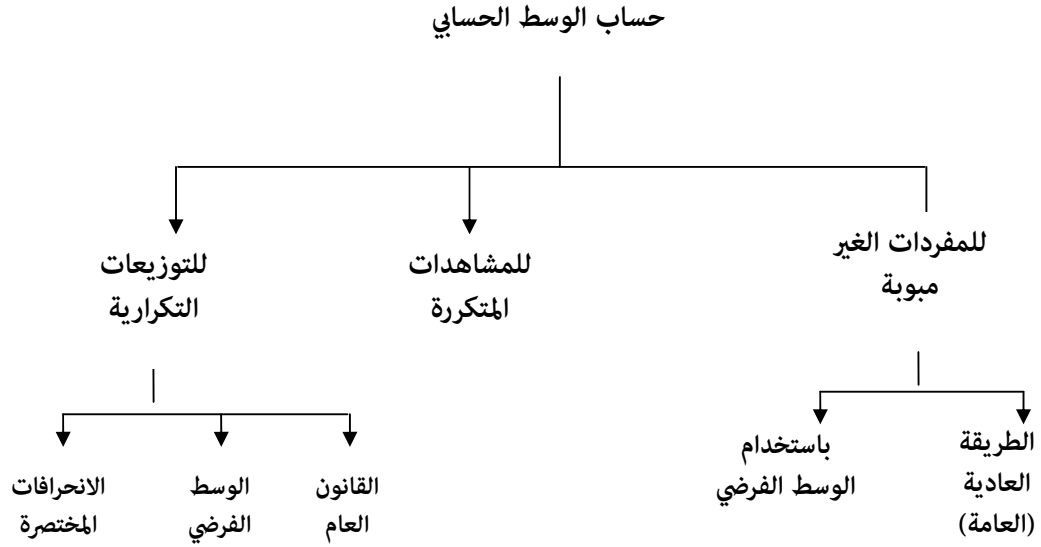 حساب الوسط الحسابي
للمفردات الغير
مبوبة
للمشاهدات
المتكررة
للتوزيعات
التكرارية
الطريقة
العادية
(العامة)
باستخدام
الوسط الفرضي
القانون
العام
الوسط
الفرضي
الانحرافات
المختصرة